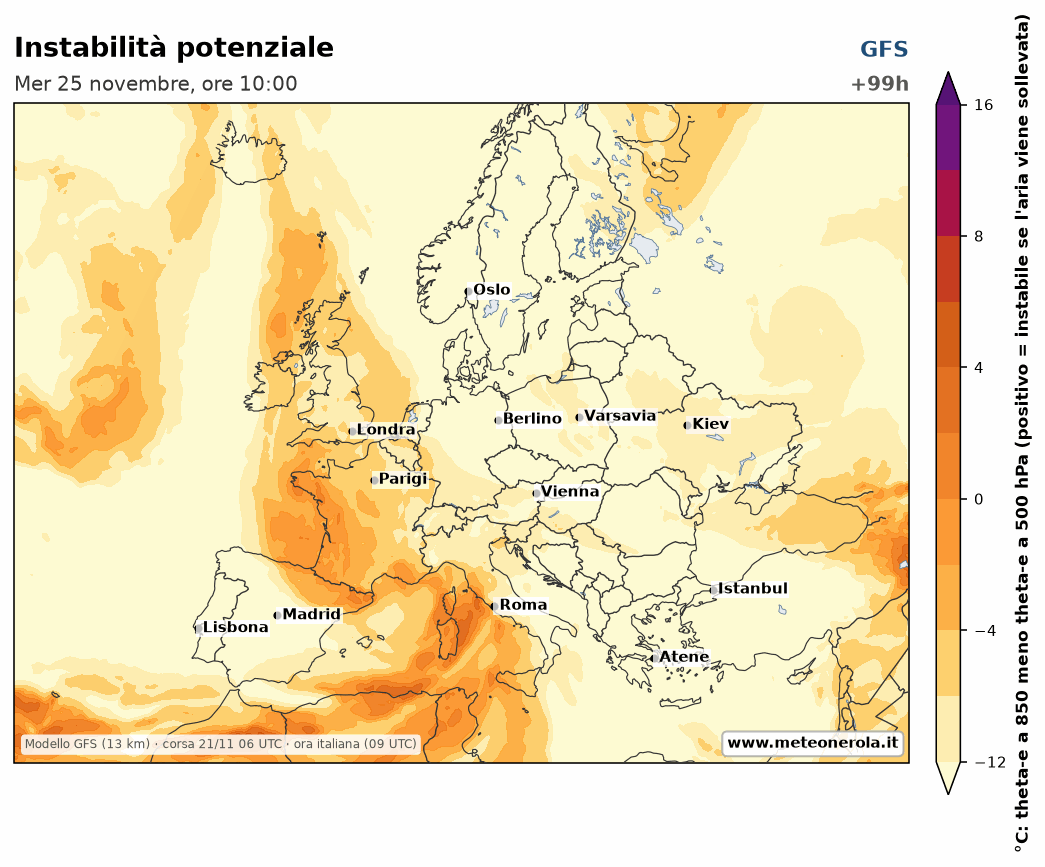 Instabilità potenziale
GFS
Mer 25 novembre, ore 10:00
+99h
Oslo
Berlino
Varsavia
Kiev
Londra
Parigi
Vienna
Istanbul
Roma
Madrid
Lisbona
Atene
Modello GFS (13 km) · corsa 21/11 06 UTC · ora italiana (09 UTC)
www.meteonerola.it
16
8
4
0
−4
−12
°C: theta-e a 850 meno theta-e a 500 hPa (positivo = instabile se l'aria viene sollevata)